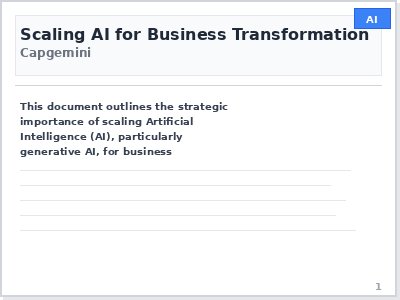 AI
Scaling AI for Business Transformation
Capgemini
This document outlines the strategic
importance of scaling Artificial
Intelligence (AI), particularly
generative AI, for business
1